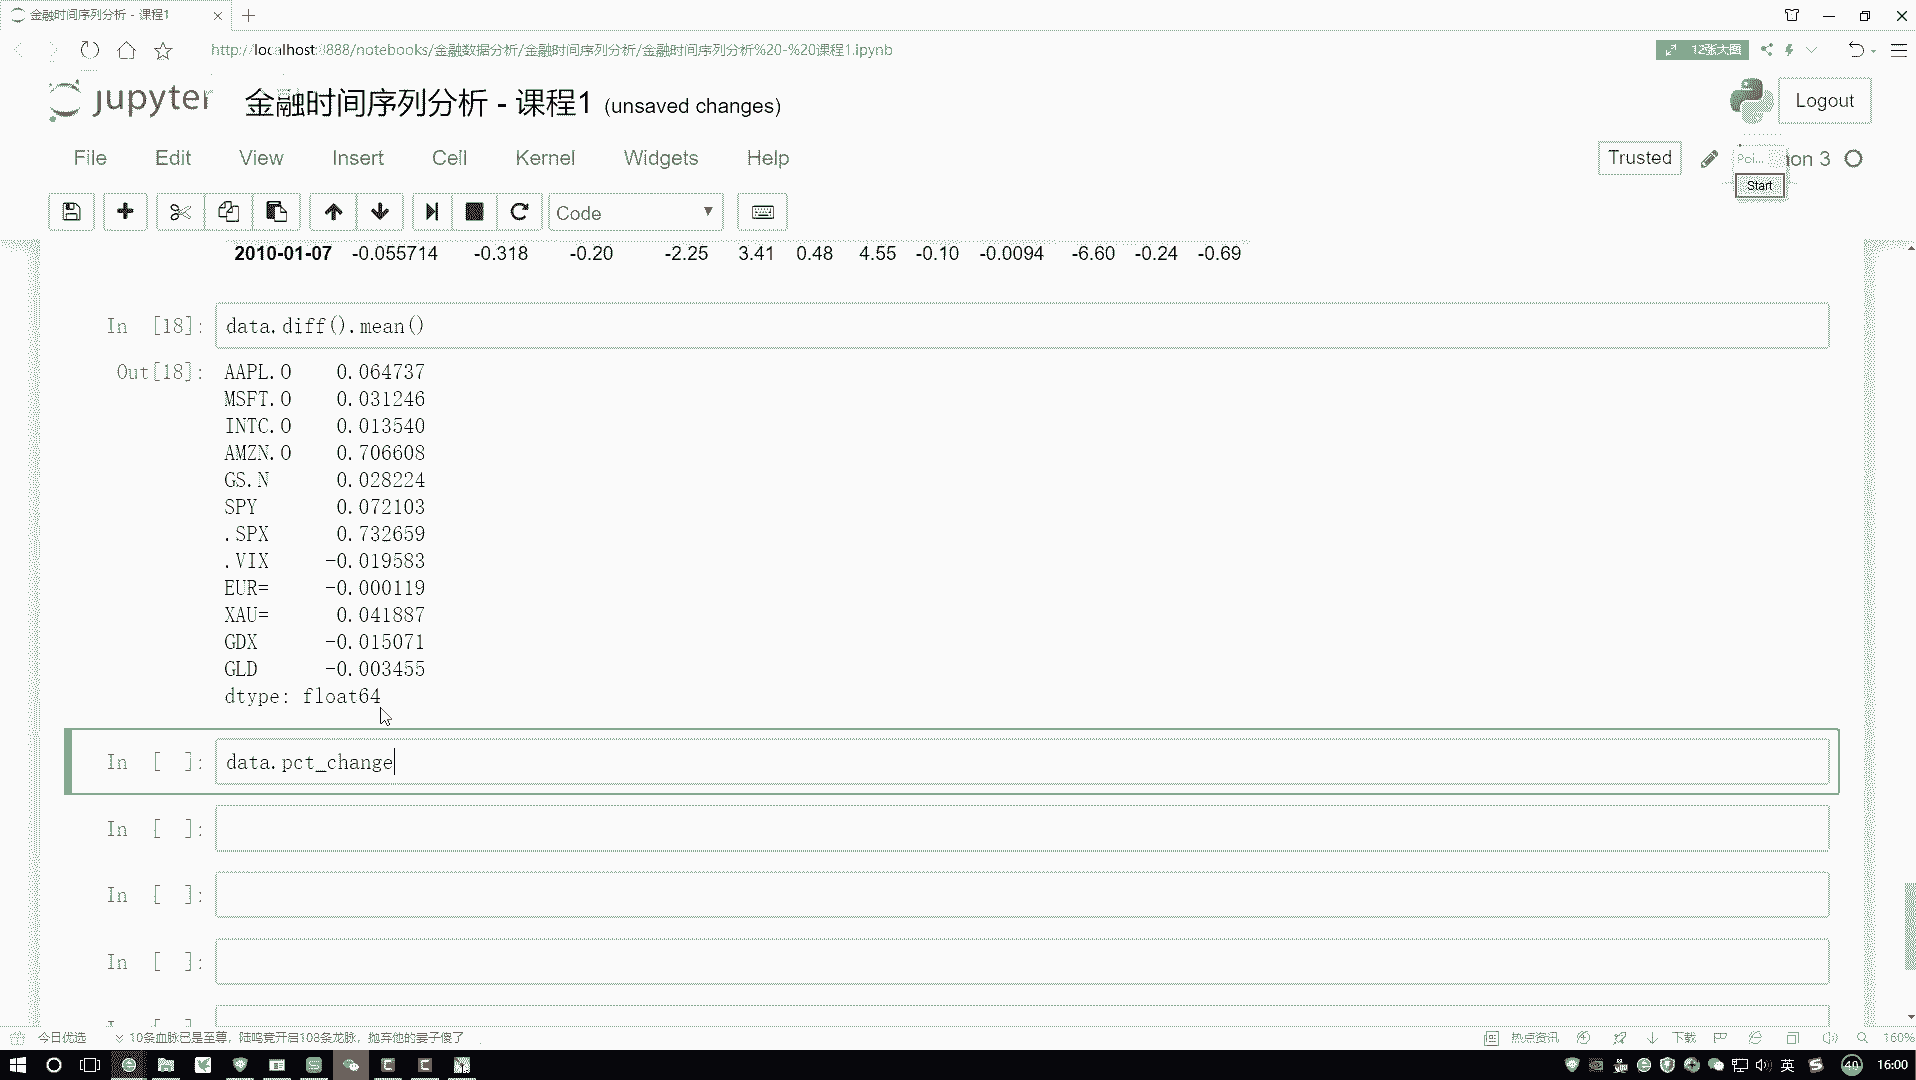 金融时间序列分析 - 课程1
http://localhost:8888/notebooks/金融数据分析/金融时间序列分析/金融时间序列分析%20-%20课程1.ipynb
12张大图
jupyter 金融时间序列分析 - 课程1 (unsaved changes)
Logout
File Edit View Insert Cell Kernel Widgets Help
Trusted
Poi... on 3
Start
Code
2010-01-07 -0.055714 -0.318 -0.20 -2.25 3.41 0.48 4.55 -0.10 -0.0094 -6.60 -0.24 -0.69
In [18]: data.diff().mean()
Out[18]: AAPL.O 0.064737
MSFT.O 0.031246
INTC.O 0.013540
AMZN.O 0.706608
GS.N 0.028224
SPY 0.072103
.SPX 0.732659
.VIX -0.019583
EUR= -0.000119
XAU= 0.041887
GDX -0.015071
GLD -0.003455
dtype: float64
In [ ]: data.pct_change
In [ ]:
In [ ]:
In [ ]:
今日优选 10条血脉已是至尊，陆鸣竟开启108条龙脉，抛弃他的妻子傻了
热点资讯 下载 160%
英 40 16:00